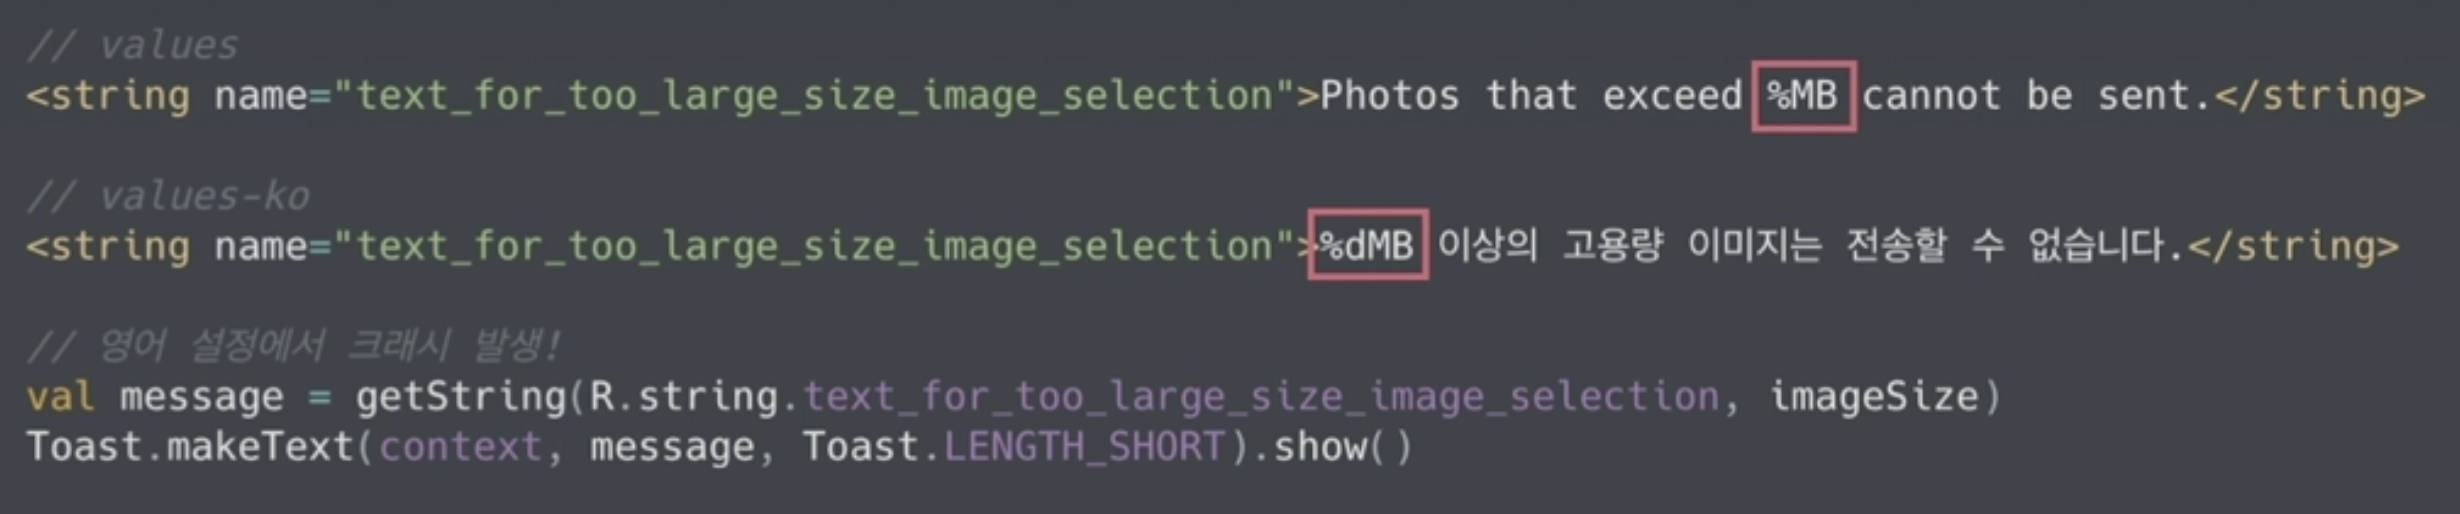 // values
<string name="text_for_too_large_size_image_selection">Photos that exceed %MB cannot be sent.</string>
// values-ko
<string name="text_for_too_large_size_image_selection">%dMB 이상의 고용량 이미지는 전송할 수 없습니다.</string>
// 영어 설정에서 크래시 발생!
val message = getString(R.string.text_for_too_large_size_image_selection, imageSize)
Toast.makeText(context, message, Toast.LENGTH_SHORT).show()